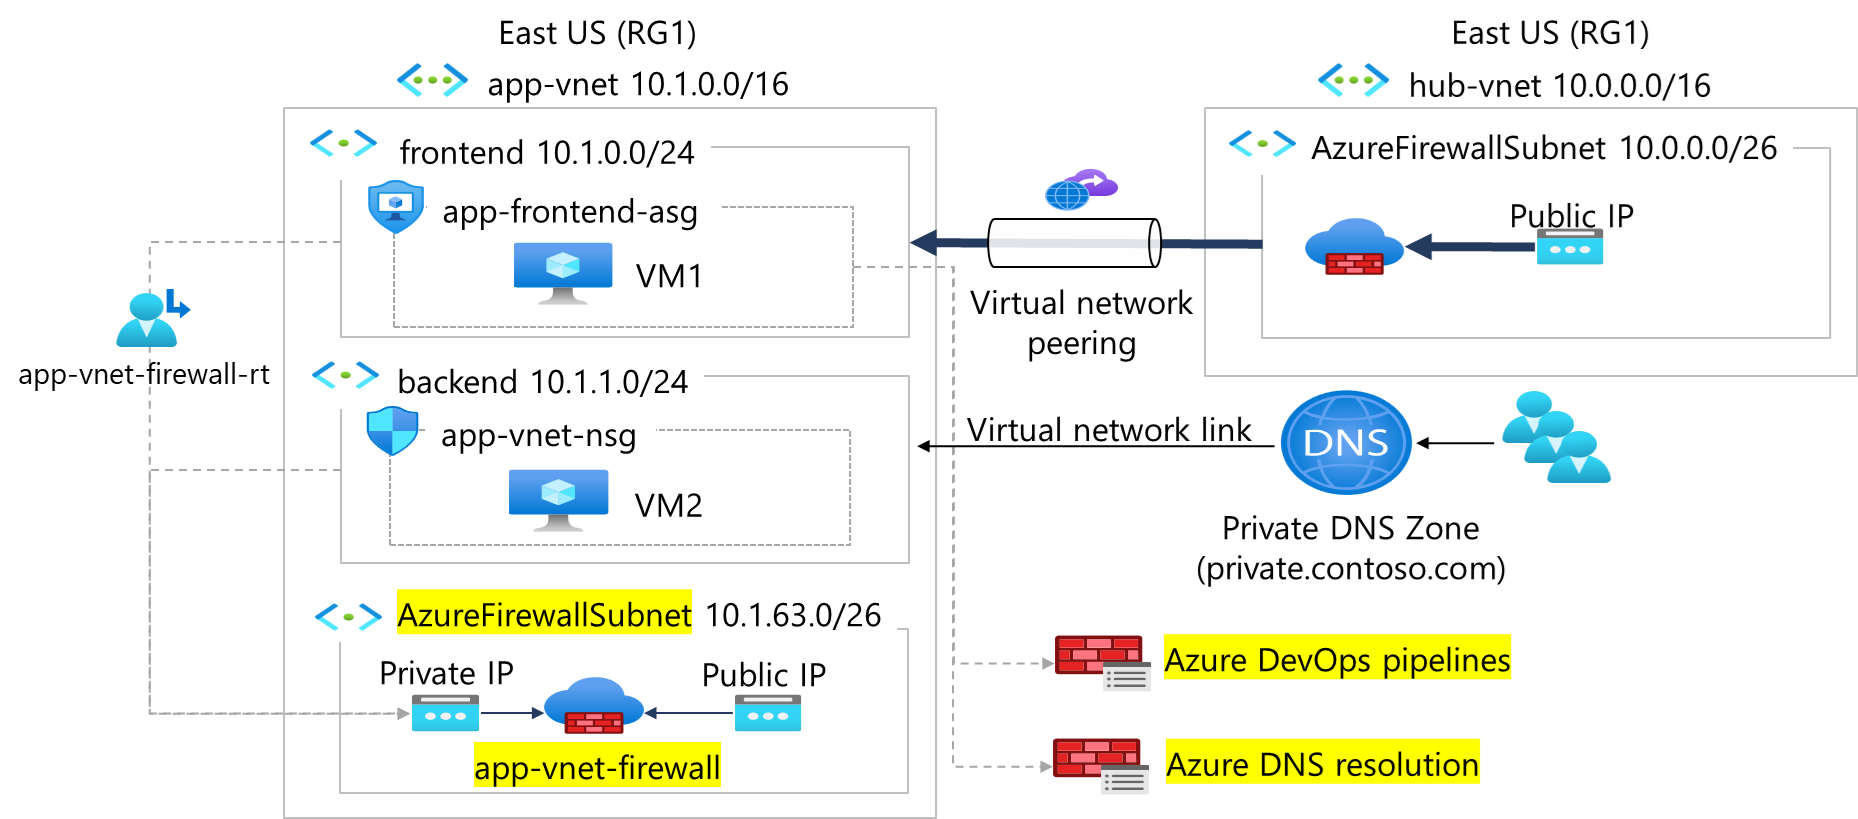 East US (RG1)
app-vnet 10.1.0.0/16
frontend 10.1.0.0/24
app-frontend-asg
VM1
app-vnet-firewall-rt
backend 10.1.1.0/24
app-vnet-nsg
VM2
AzureFirewallSubnet 10.1.63.0/26
Private IP
Public IP
app-vnet-firewall
East US (RG1)
hub-vnet 10.0.0.0/16
AzureFirewallSubnet 10.0.0.0/26
Public IP
Virtual network
peering
Virtual network link
DNS
Private DNS Zone
(private.contoso.com)
Azure DevOps pipelines
Azure DNS resolution